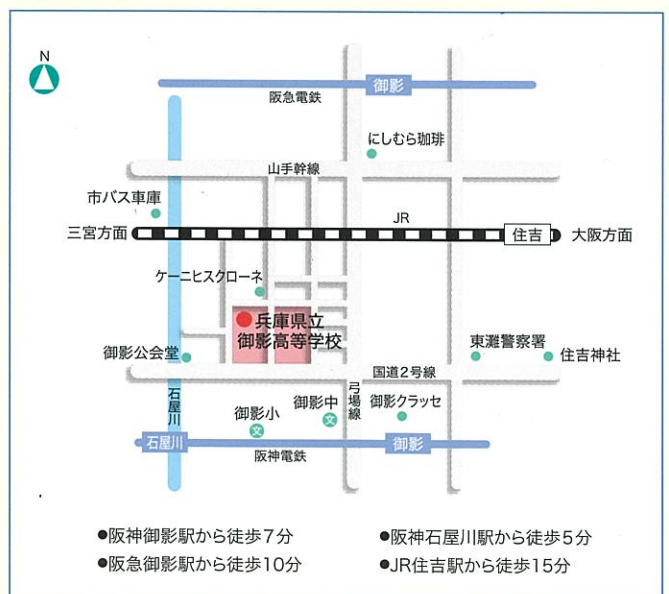 N
御影
阪急電鉄
にしむら珈琲
山手幹線
市バス車庫
JR
三宮方面
住吉
大阪方面
ケーニヒスクローネ
兵庫県立
御影高等学校
東灘警察署
御影公会堂
住吉神社
国道2号線
石屋川
弓場線
御影中
御影クラッセ
御影小
文
文
石屋川
御影
阪神電鉄
●阪神御影駅から徒歩7分
●阪神石屋川駅から徒歩5分
●阪急御影駅から徒歩10分
●JR住吉駅から徒歩15分